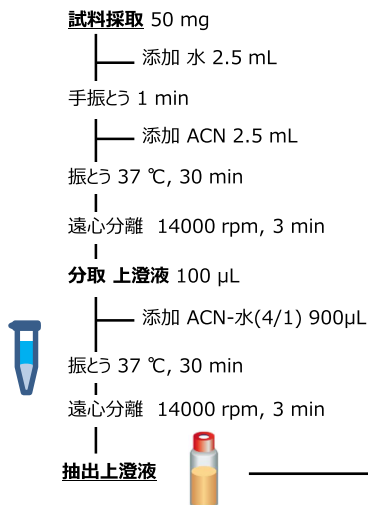 試料採取 50 mg
添加 水 2.5 mL
手振とう 1 min
添加 ACN 2.5 mL
振とう 37 ℃, 30 min
遠心分離 14000 rpm, 3 min
分取 上澄液 100 µL
添加 ACN-水(4/1) 900µL
振とう 37 ℃, 30 min
遠心分離 14000 rpm, 3 min
抽出上澄液